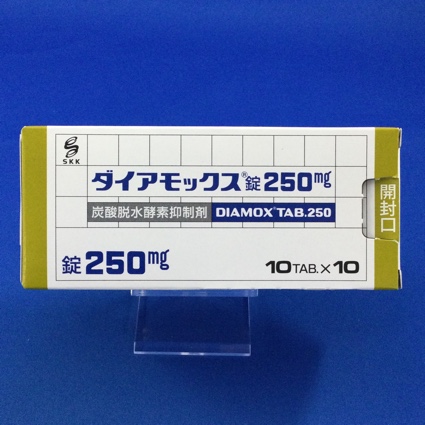 SKK
ダイアモックス®錠250mg
炭酸脱水酵素抑制剤 DIAMOX® TAB.250
錠250mg
10TAB.×10
開封口